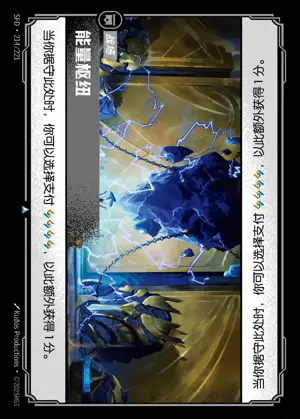 SFD • 214/221
战场
能量枢纽
当你据守此处时，你可以选择支付，以此额外获得 1 分。
当你据守此处时，你可以选择支付，以此额外获得 1 分。
Kudos Productions • ©2025 RGI